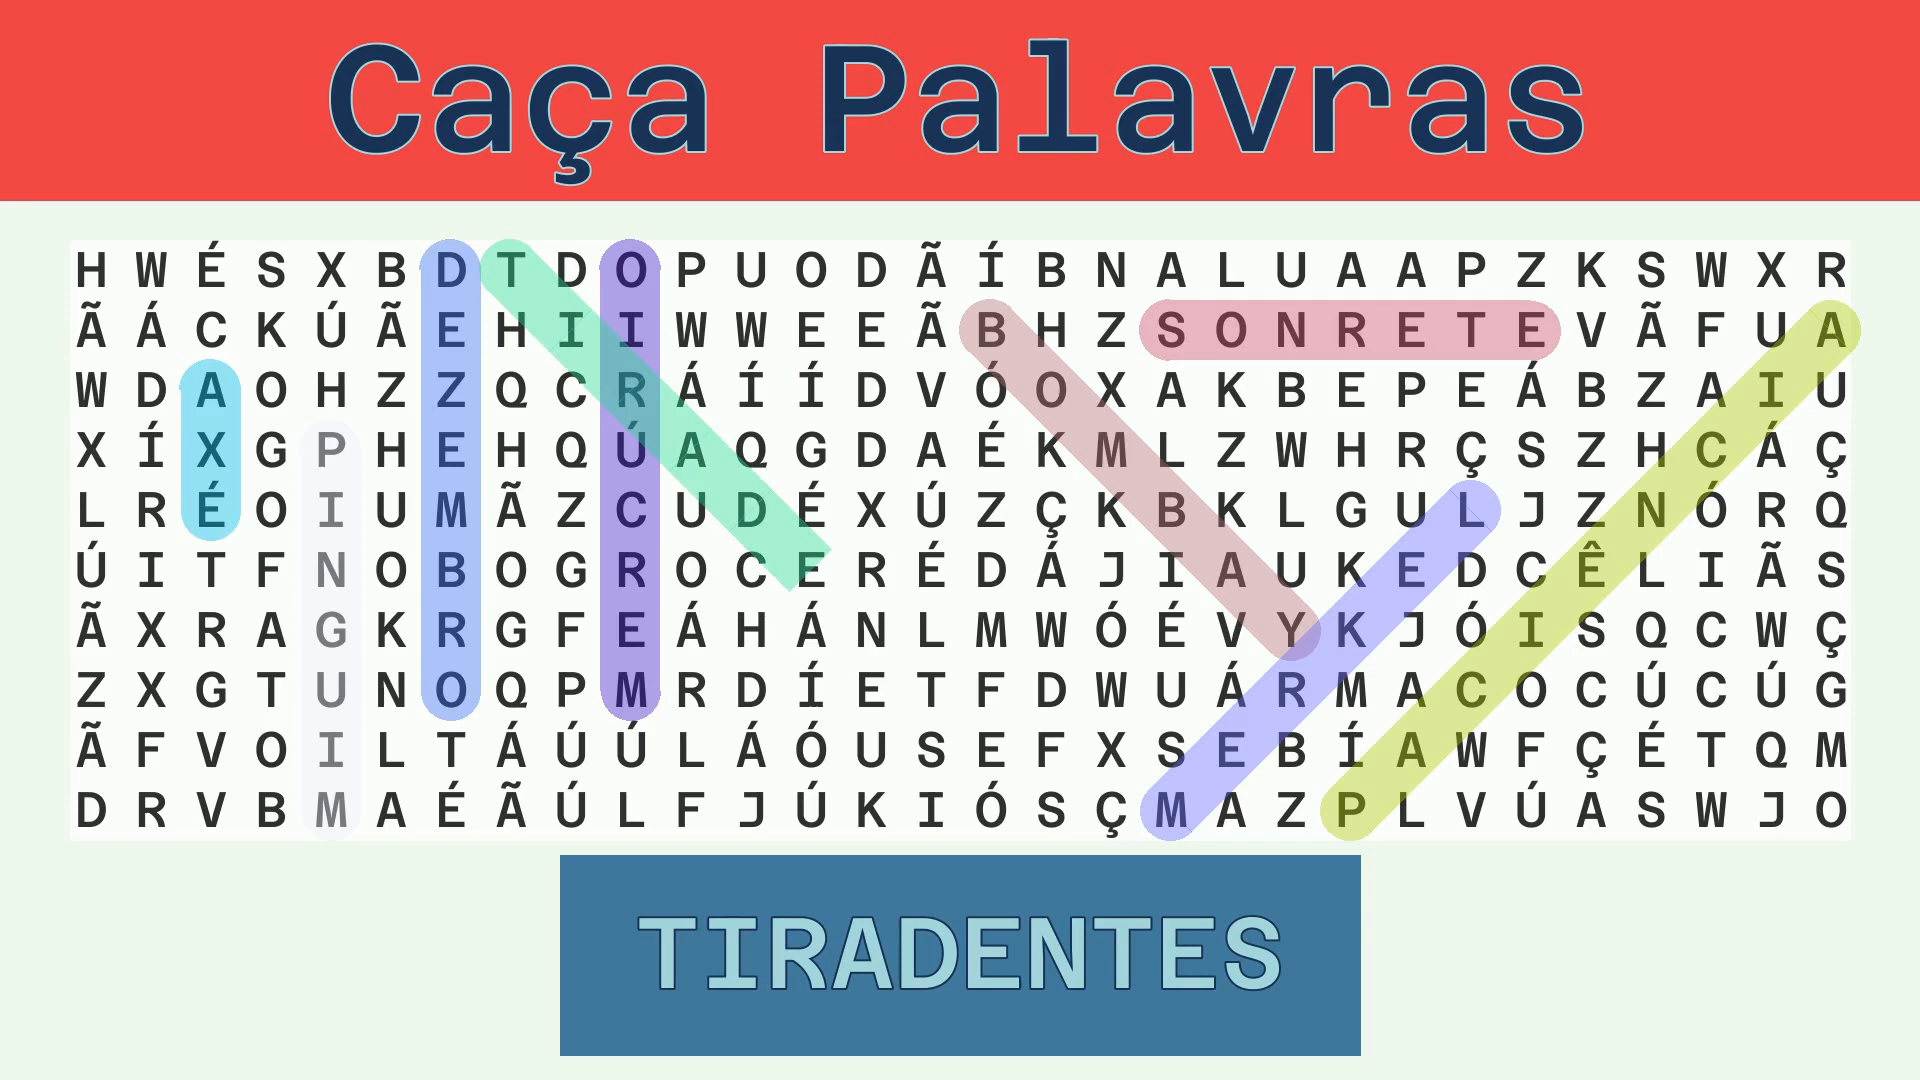 Caça Palavras
H W É S X B D T D O P U O D Ã Í B N A L U A A P Z K S W X R
Ã Á C K Ú Ã E H I I W W E E Ã B H Z S O N R E T E V Ã F U A
W D A O H Z Z Q C R Á Í Í D V Ó O X A K B E P E Á B Z A I U
X Í X G P H E H Q Ú A Q G D A É K M L Z W H R Ç S Z H C Á Ç
L R É O I U M Ã Z C U D É X Ú Z Ç K B K L G U L J Z N Ó R Q
Ú I T F N O B O G R O C E R É D Á J I A U K E D C Ê L I Ã S
Ã X R A G K R G F E Á H Á N L M W Ó É V Y K J Ó I S Q C W Ç
Z X G T U N O Q P M R D Í E T F D W U Á R M A C O C Ú C Ú G
Ã F V O I L T Á Ú Ú L Á Ó U S E F X S E B Í A W F Ç É T Q M
D R V B M A É Ã Ú L F J Ú K I Ó S Ç M A Z P L V Ú A S W J O
TIRADENTES